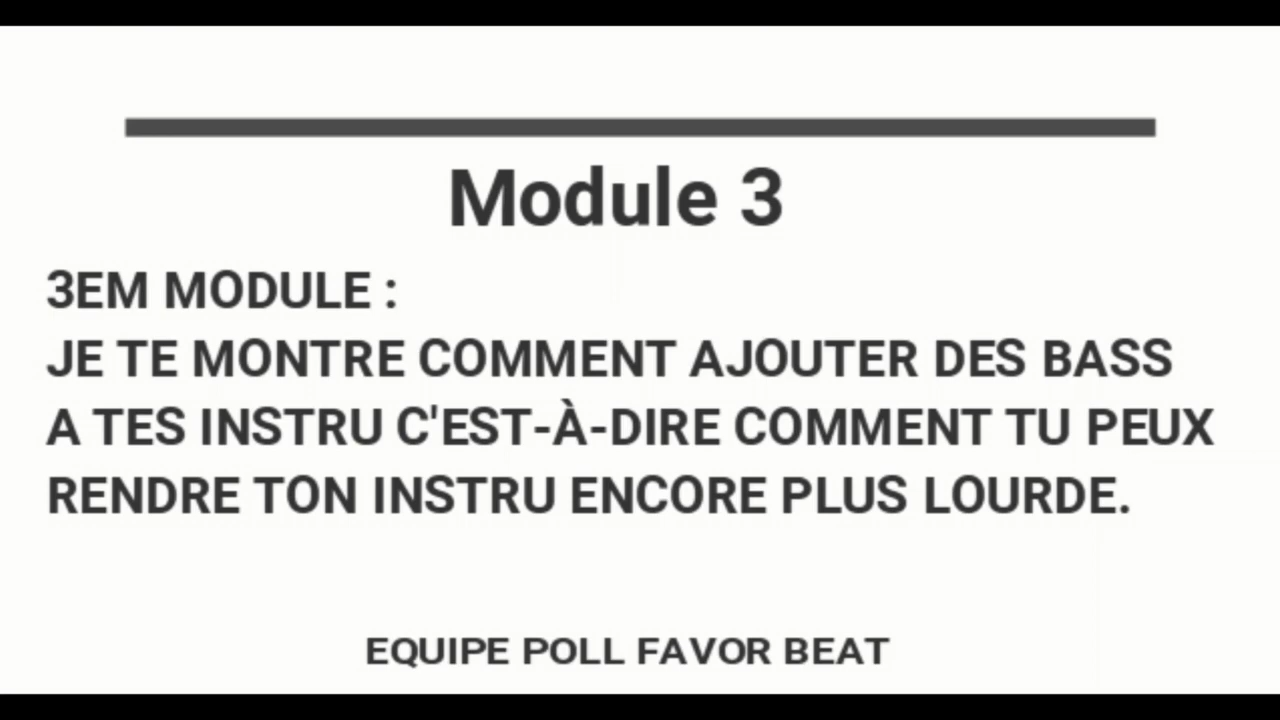 Module 3
3EM MODULE :
JE TE MONTRE COMMENT AJOUTER DES BASS
A TES INSTRU C'EST-À-DIRE COMMENT TU PEUX
RENDRE TON INSTRU ENCORE PLUS LOURDE.
EQUIPE POLL FAVOR BEAT